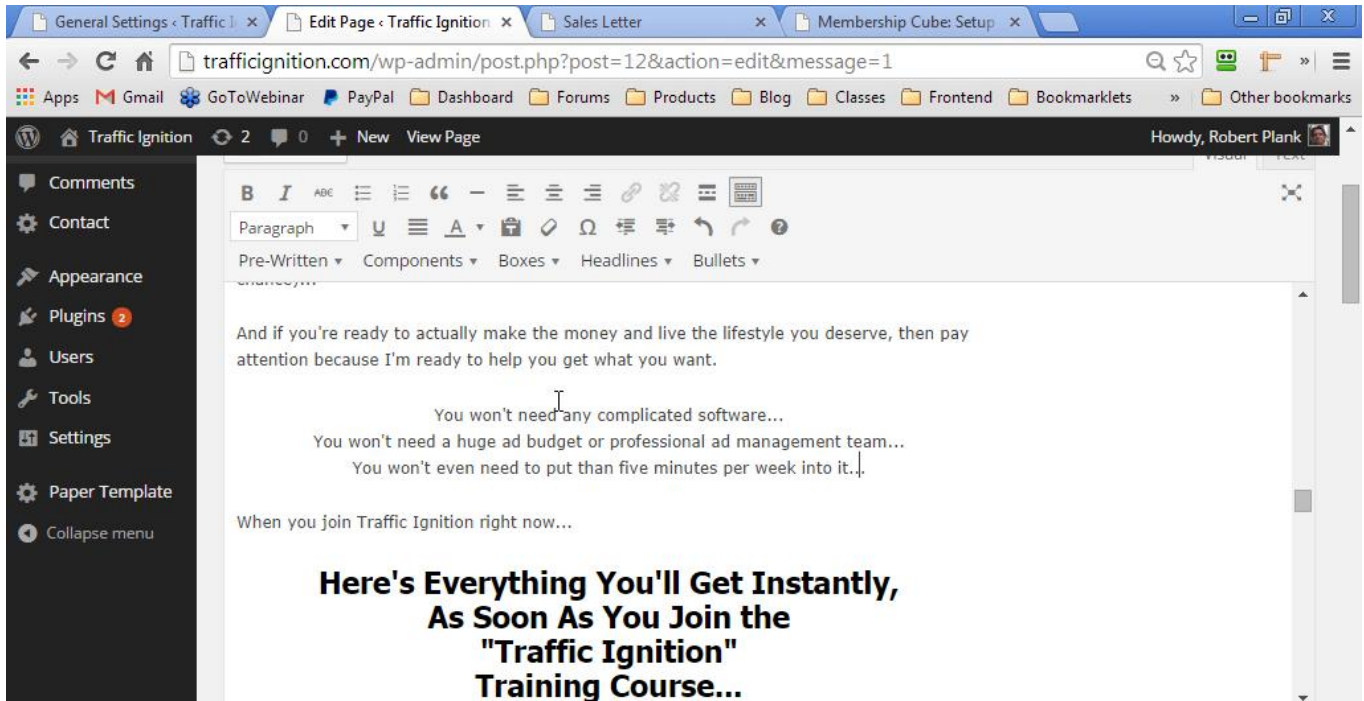 General Settings ‹ Traffic I
Edit Page ‹ Traffic Ignition
Sales Letter
Membership Cube: Setup
trafficignition.com/wp-admin/post.php?post=12&action=edit&message=1
Apps Gmail GoToWebinar PayPal Dashboard Forums Products Blog Classes Frontend Bookmarklets » Other bookmarks
Traffic Ignition 2 0 + New View Page Howdy, Robert Plank
Visual Text
Comments
Contact
Appearance
Plugins 2
Users
Tools
Settings
Paper Template
Collapse menu
B I ABC
Paragraph U A Ω
Pre-Written Components Boxes Headlines Bullets
chance)...
And if you're ready to actually make the money and live the lifestyle you deserve, then pay
attention because I'm ready to help you get what you want.
You won't need any complicated software...
You won't need a huge ad budget or professional ad management team...
You won't even need to put than five minutes per week into it...
When you join Traffic Ignition right now...
Here's Everything You'll Get Instantly,
As Soon As You Join the
"Traffic Ignition"
Training Course...